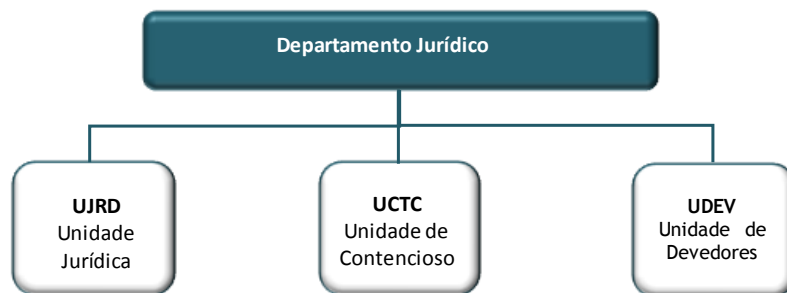 Departamento Jurídico
UJRD
Unidade
Jurídica
UCTC
Unidade de
Contencioso
UDEV
Unidade de
Devedores